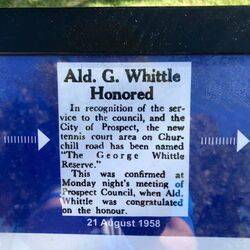 Ald. G. Whittle
Honored
In recognition of the ser-
vice to the council, and the
City of Prospect, the new
tennis court area on Chur-
chill road has been named
"The George Whittle
Reserve."
This was confirmed at
Monday night's meeting of
Prospect Council, when Ald.
Whittle was congratulated
on the honour.
21 August 1958